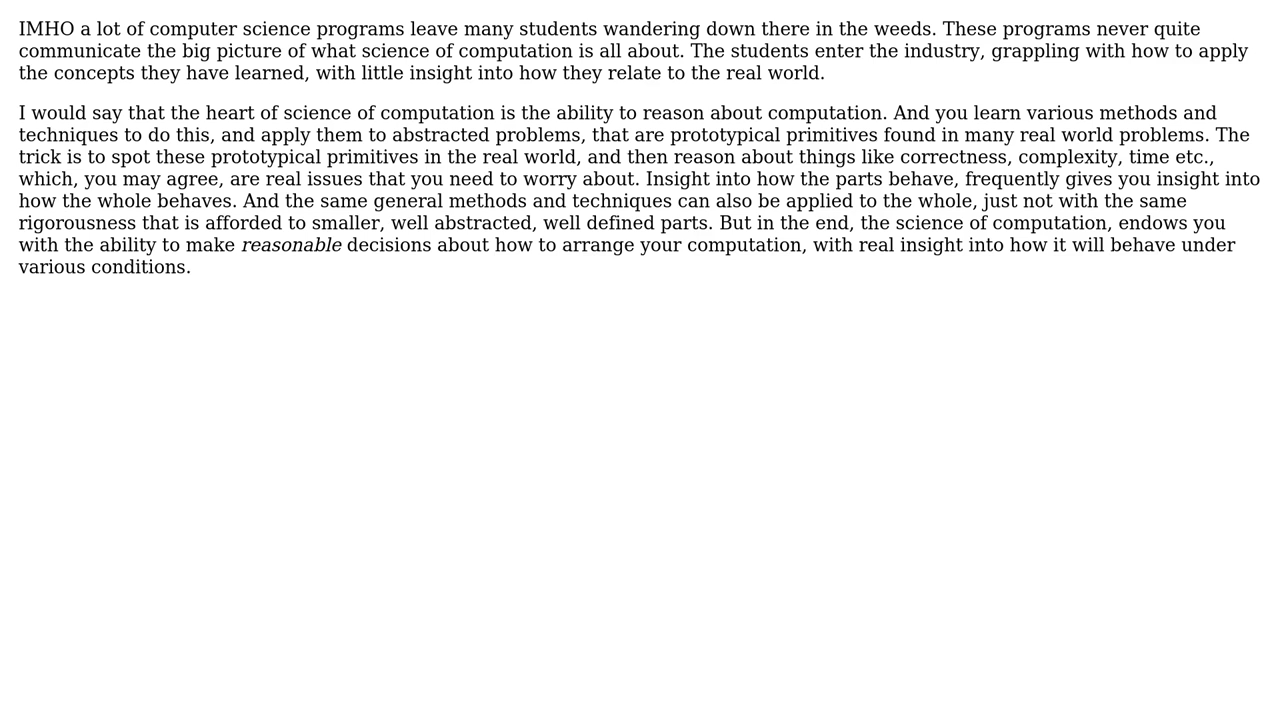 IMHO a lot of computer science programs leave many students wandering down there in the weeds. These programs never quite
communicate the big picture of what science of computation is all about. The students enter the industry, grappling with how to apply
the concepts they have learned, with little insight into how they relate to the real world.
I would say that the heart of science of computation is the ability to reason about computation. And you learn various methods and
techniques to do this, and apply them to abstracted problems, that are prototypical primitives found in many real world problems. The
trick is to spot these prototypical primitives in the real world, and then reason about things like correctness, complexity, time etc.,
which, you may agree, are real issues that you need to worry about. Insight into how the parts behave, frequently gives you insight into
how the whole behaves. And the same general methods and techniques can also be applied to the whole, just not with the same
rigorousness that is afforded to smaller, well abstracted, well defined parts. But in the end, the science of computation, endows you
with the ability to make reasonable decisions about how to arrange your computation, with real insight into how it will behave under
various conditions.